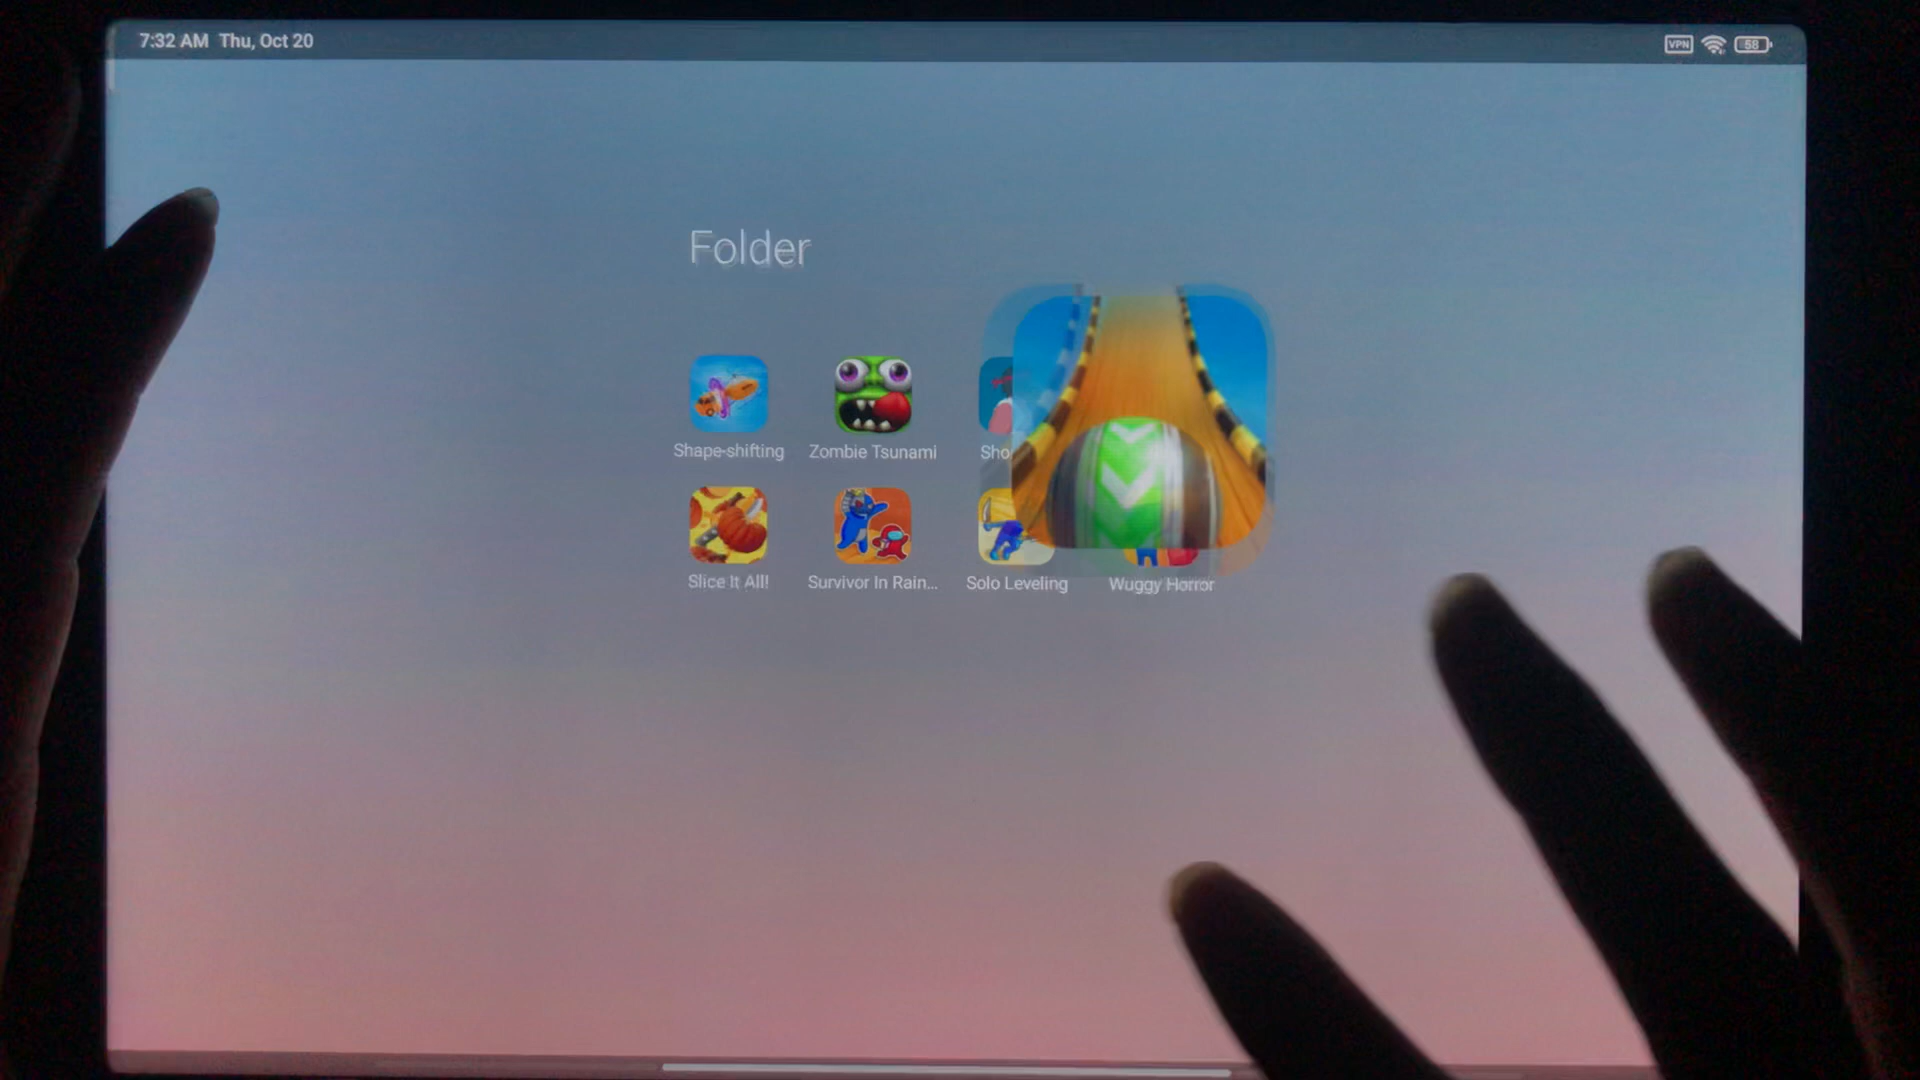 7:32 AM Thu, Oct 20
VPN
58
Folder
Shape-shifting
Zombie Tsunami
Sho
Slice It All!
Survivor In Rain...
Solo Leveling
Wuggy Horror